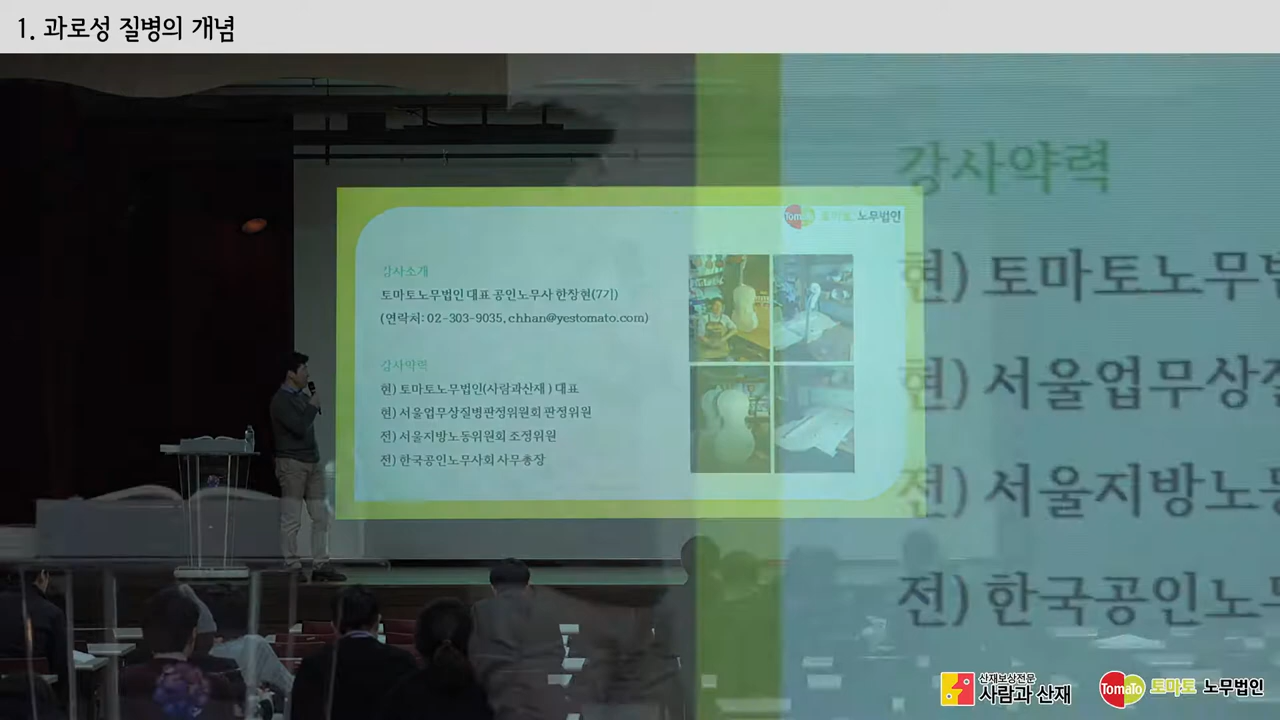 1. 과로성 질병의 개념
Tomato 토마토 노무법인
강사소개
토마토노무법인 대표 공인노무사 한장현(7기)
(연락처: 02-303-9035, chhan@yestomato.com)
강사약력
현) 토마토노무법인(사람과산재 ) 대표
현) 서울업무상질병판정위원회 판정위원
전) 서울지방노동위원회 조정위원
전) 한국공인노무사회 사무총장
강사약력
현) 토마토노무
현) 서울업무상
전) 서울지방노
전) 한국공인노
산재보상전문
사람과 산재
Tomato 토마토 노무법인